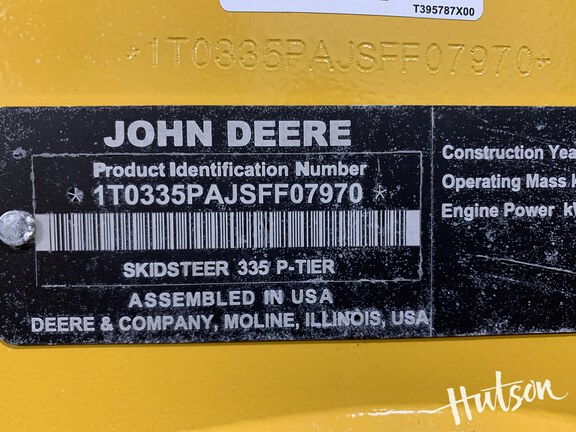 T395787X00
*1T0335PAJSFF07970*
JOHN DEERE
Product Identification Number
* 1T0335PAJSFF07970 *
SKIDSTEER 335 P-TIER
ASSEMBLED IN USA
DEERE & COMPANY, MOLINE, ILLINOIS, USA
Construction Yea
Operating Mass k
Engine Power kW
Hutson